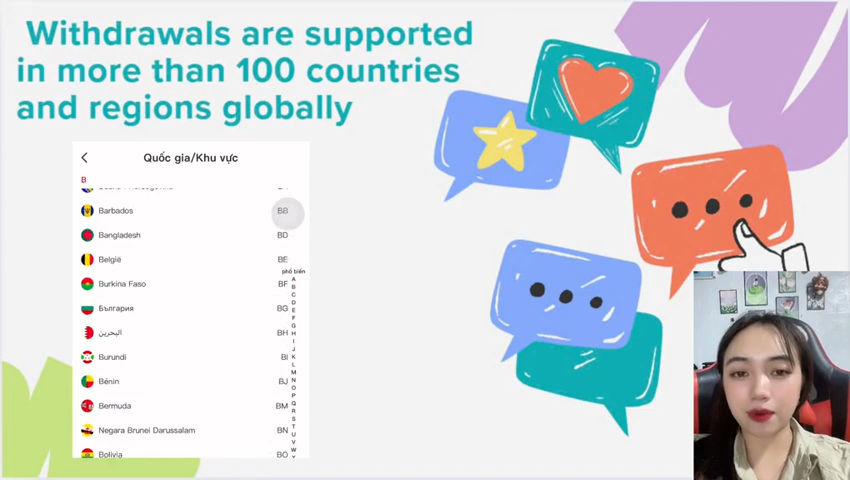 Withdrawals are supported
in more than 100 countries
and regions globally
Quốc gia/Khu vực
B
Barbados BB
Bangladesh BD
België BE
phổ biến
Burkina Faso BF
България BG
البحرين BH
Burundi BI
Bénin BJ
Bermuda BM
Negara Brunei Darussalam BN
Bolivia BO
A
B
C
D
E
F
G
H
I
J
K
L
M
N
O
P
Q
R
S
T
U
V
W